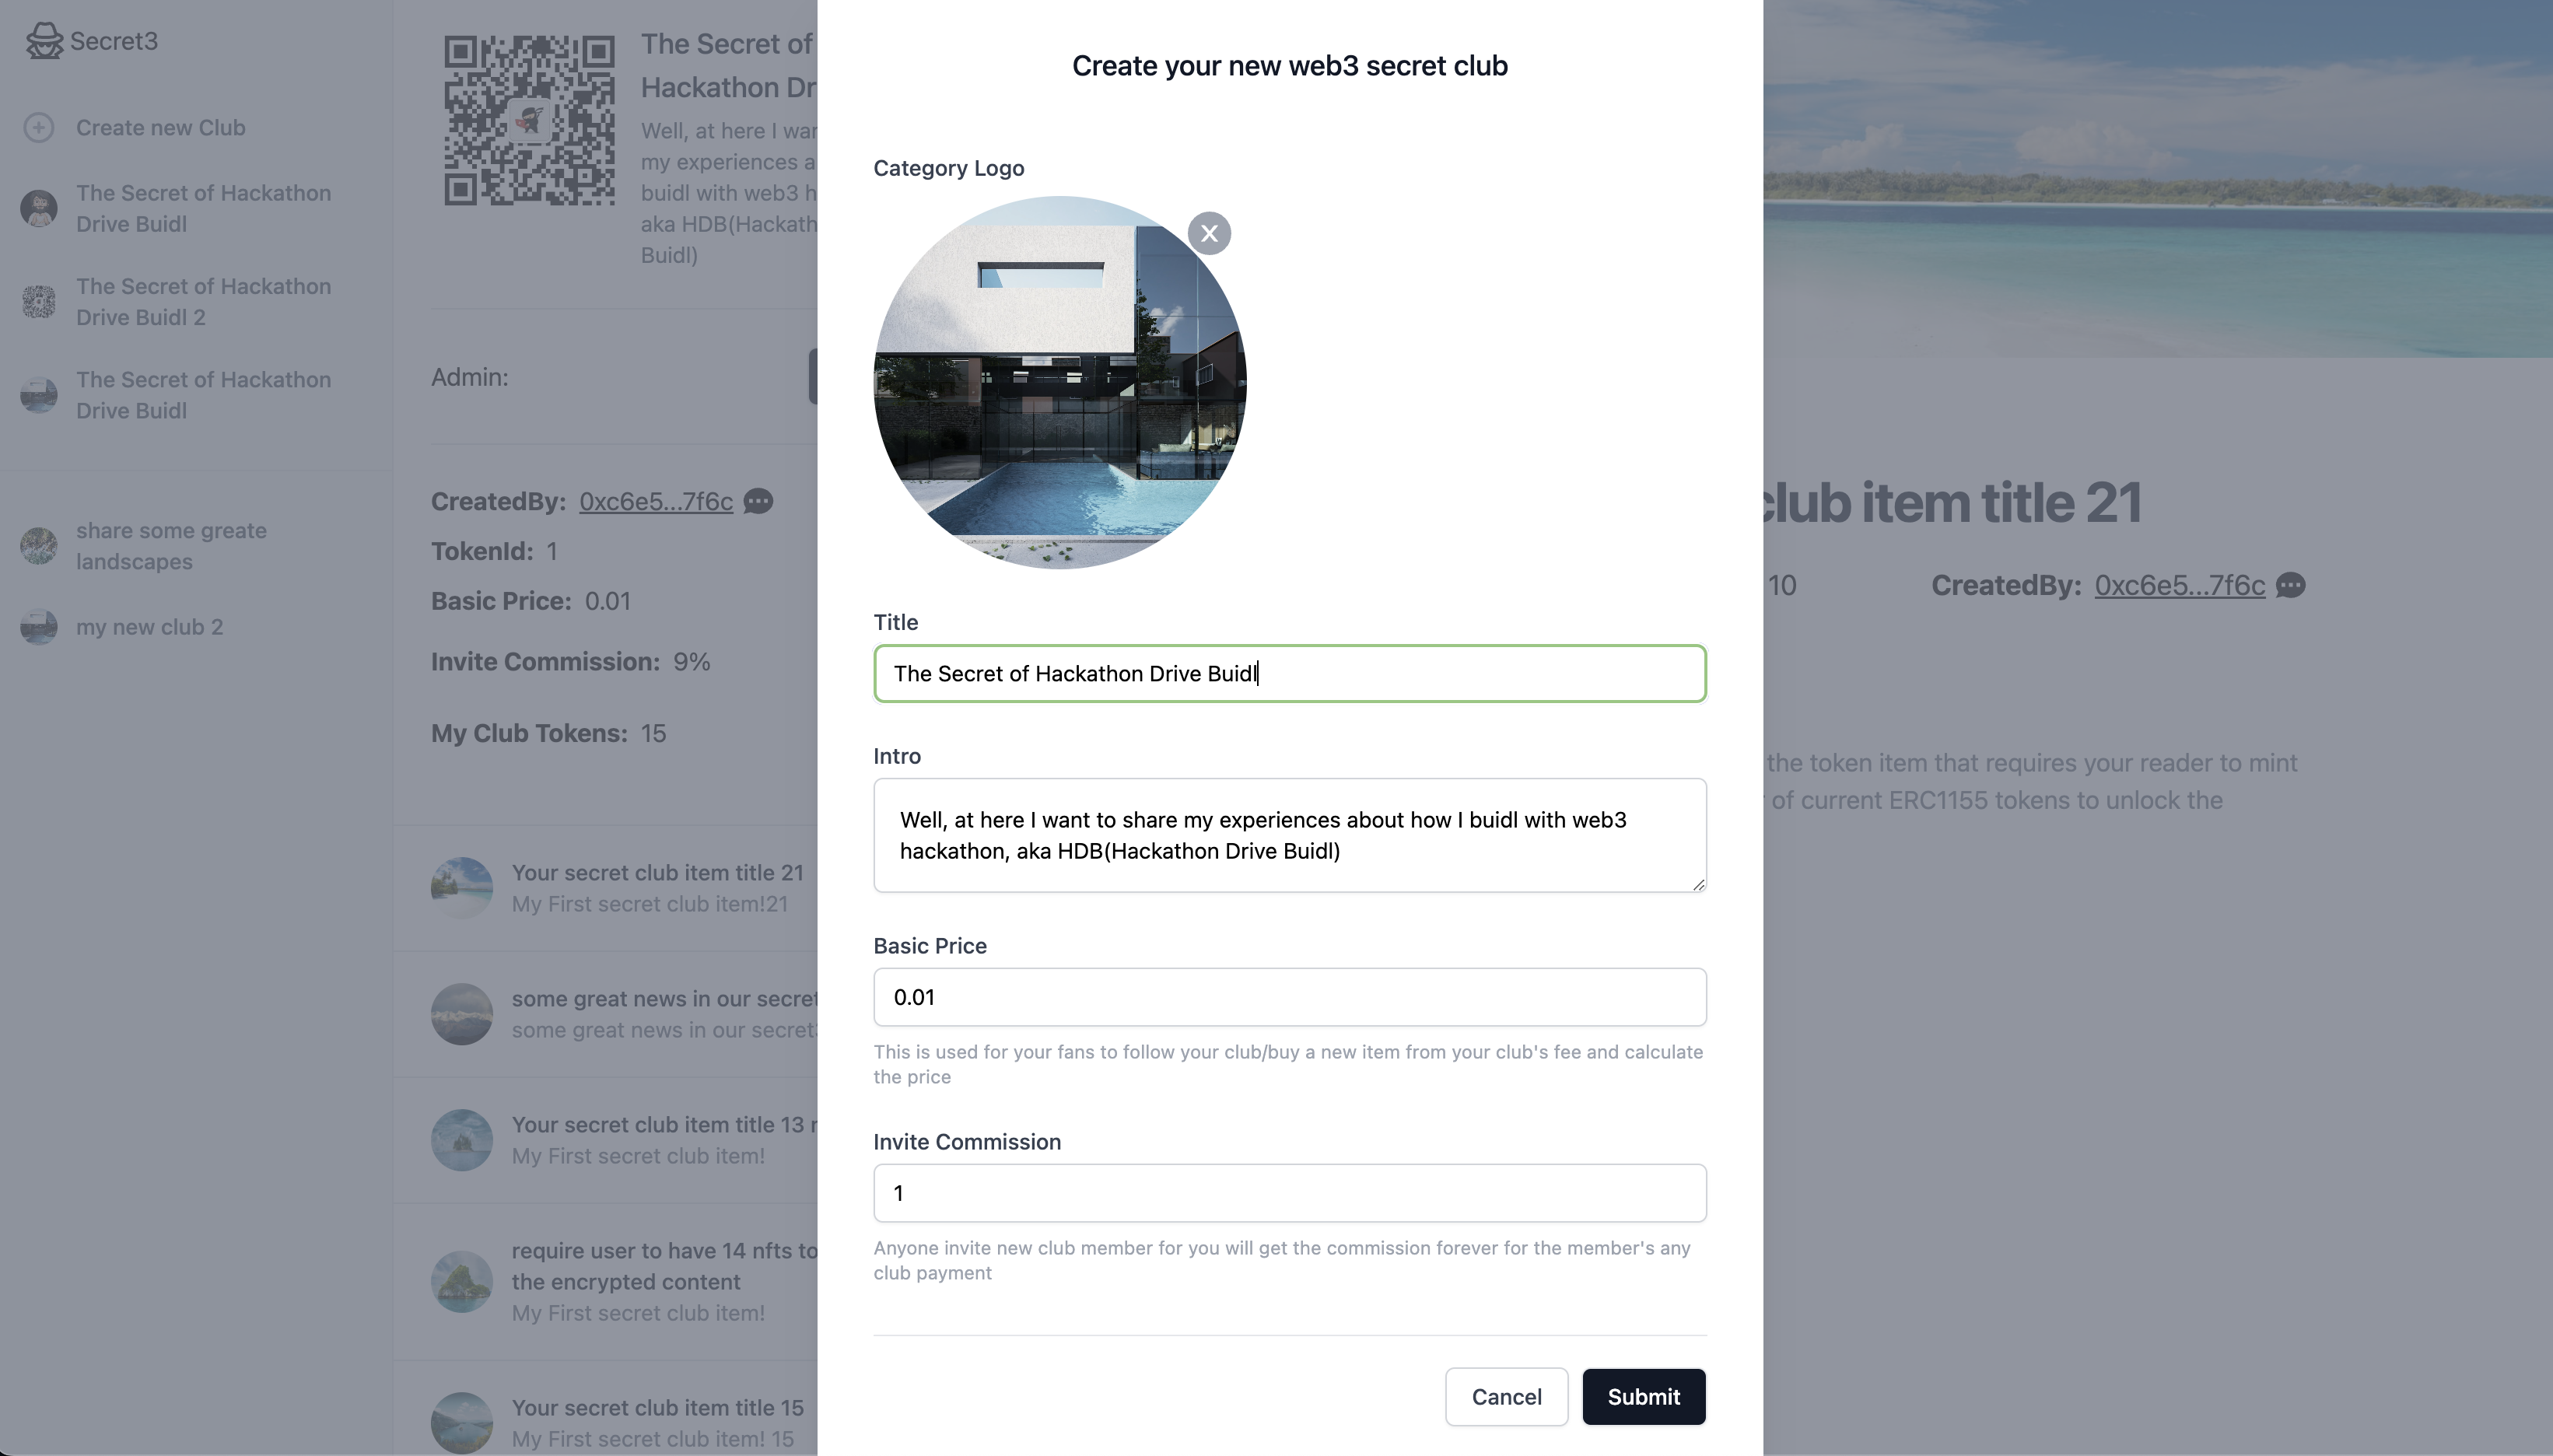 Secret3
Create new Club
The Secret of Hackathon
Drive Buidl
The Secret of Hackathon
Drive Buidl 2
The Secret of Hackathon
Drive Buidl
share some greate
landscapes
my new club 2
The Secret of
Hackathon Dr
Well, at here I wan
my experiences a
buidl with web3 h
aka HDB(Hackath
Buidl)
Admin:
CreatedBy: 0xc6e5...7f6c
TokenId: 1
Basic Price: 0.01
Invite Commission: 9%
My Club Tokens: 15
Your secret club item title 21
My First secret club item!21
some great news in our secret
some great news in our secret3
Your secret club item title 13 r
My First secret club item!
require user to have 14 nfts to
the encrypted content
My First secret club item!
Your secret club item title 15
My First secret club item! 15
Create your new web3 secret club
Category Logo
X
Title
The Secret of Hackathon Drive Buidl
Intro
Well, at here I want to share my experiences about how I buidl with web3
hackathon, aka HDB(Hackathon Drive Buidl)
Basic Price
0.01
This is used for your fans to follow your club/buy a new item from your club's fee and calculate
the price
Invite Commission
1
Anyone invite new club member for you will get the commission forever for the member's any
club payment
Cancel
Submit
club item title 21
10
CreatedBy: 0xc6e5...7f6c
the token item that requires your reader to mint
of current ERC1155 tokens to unlock the